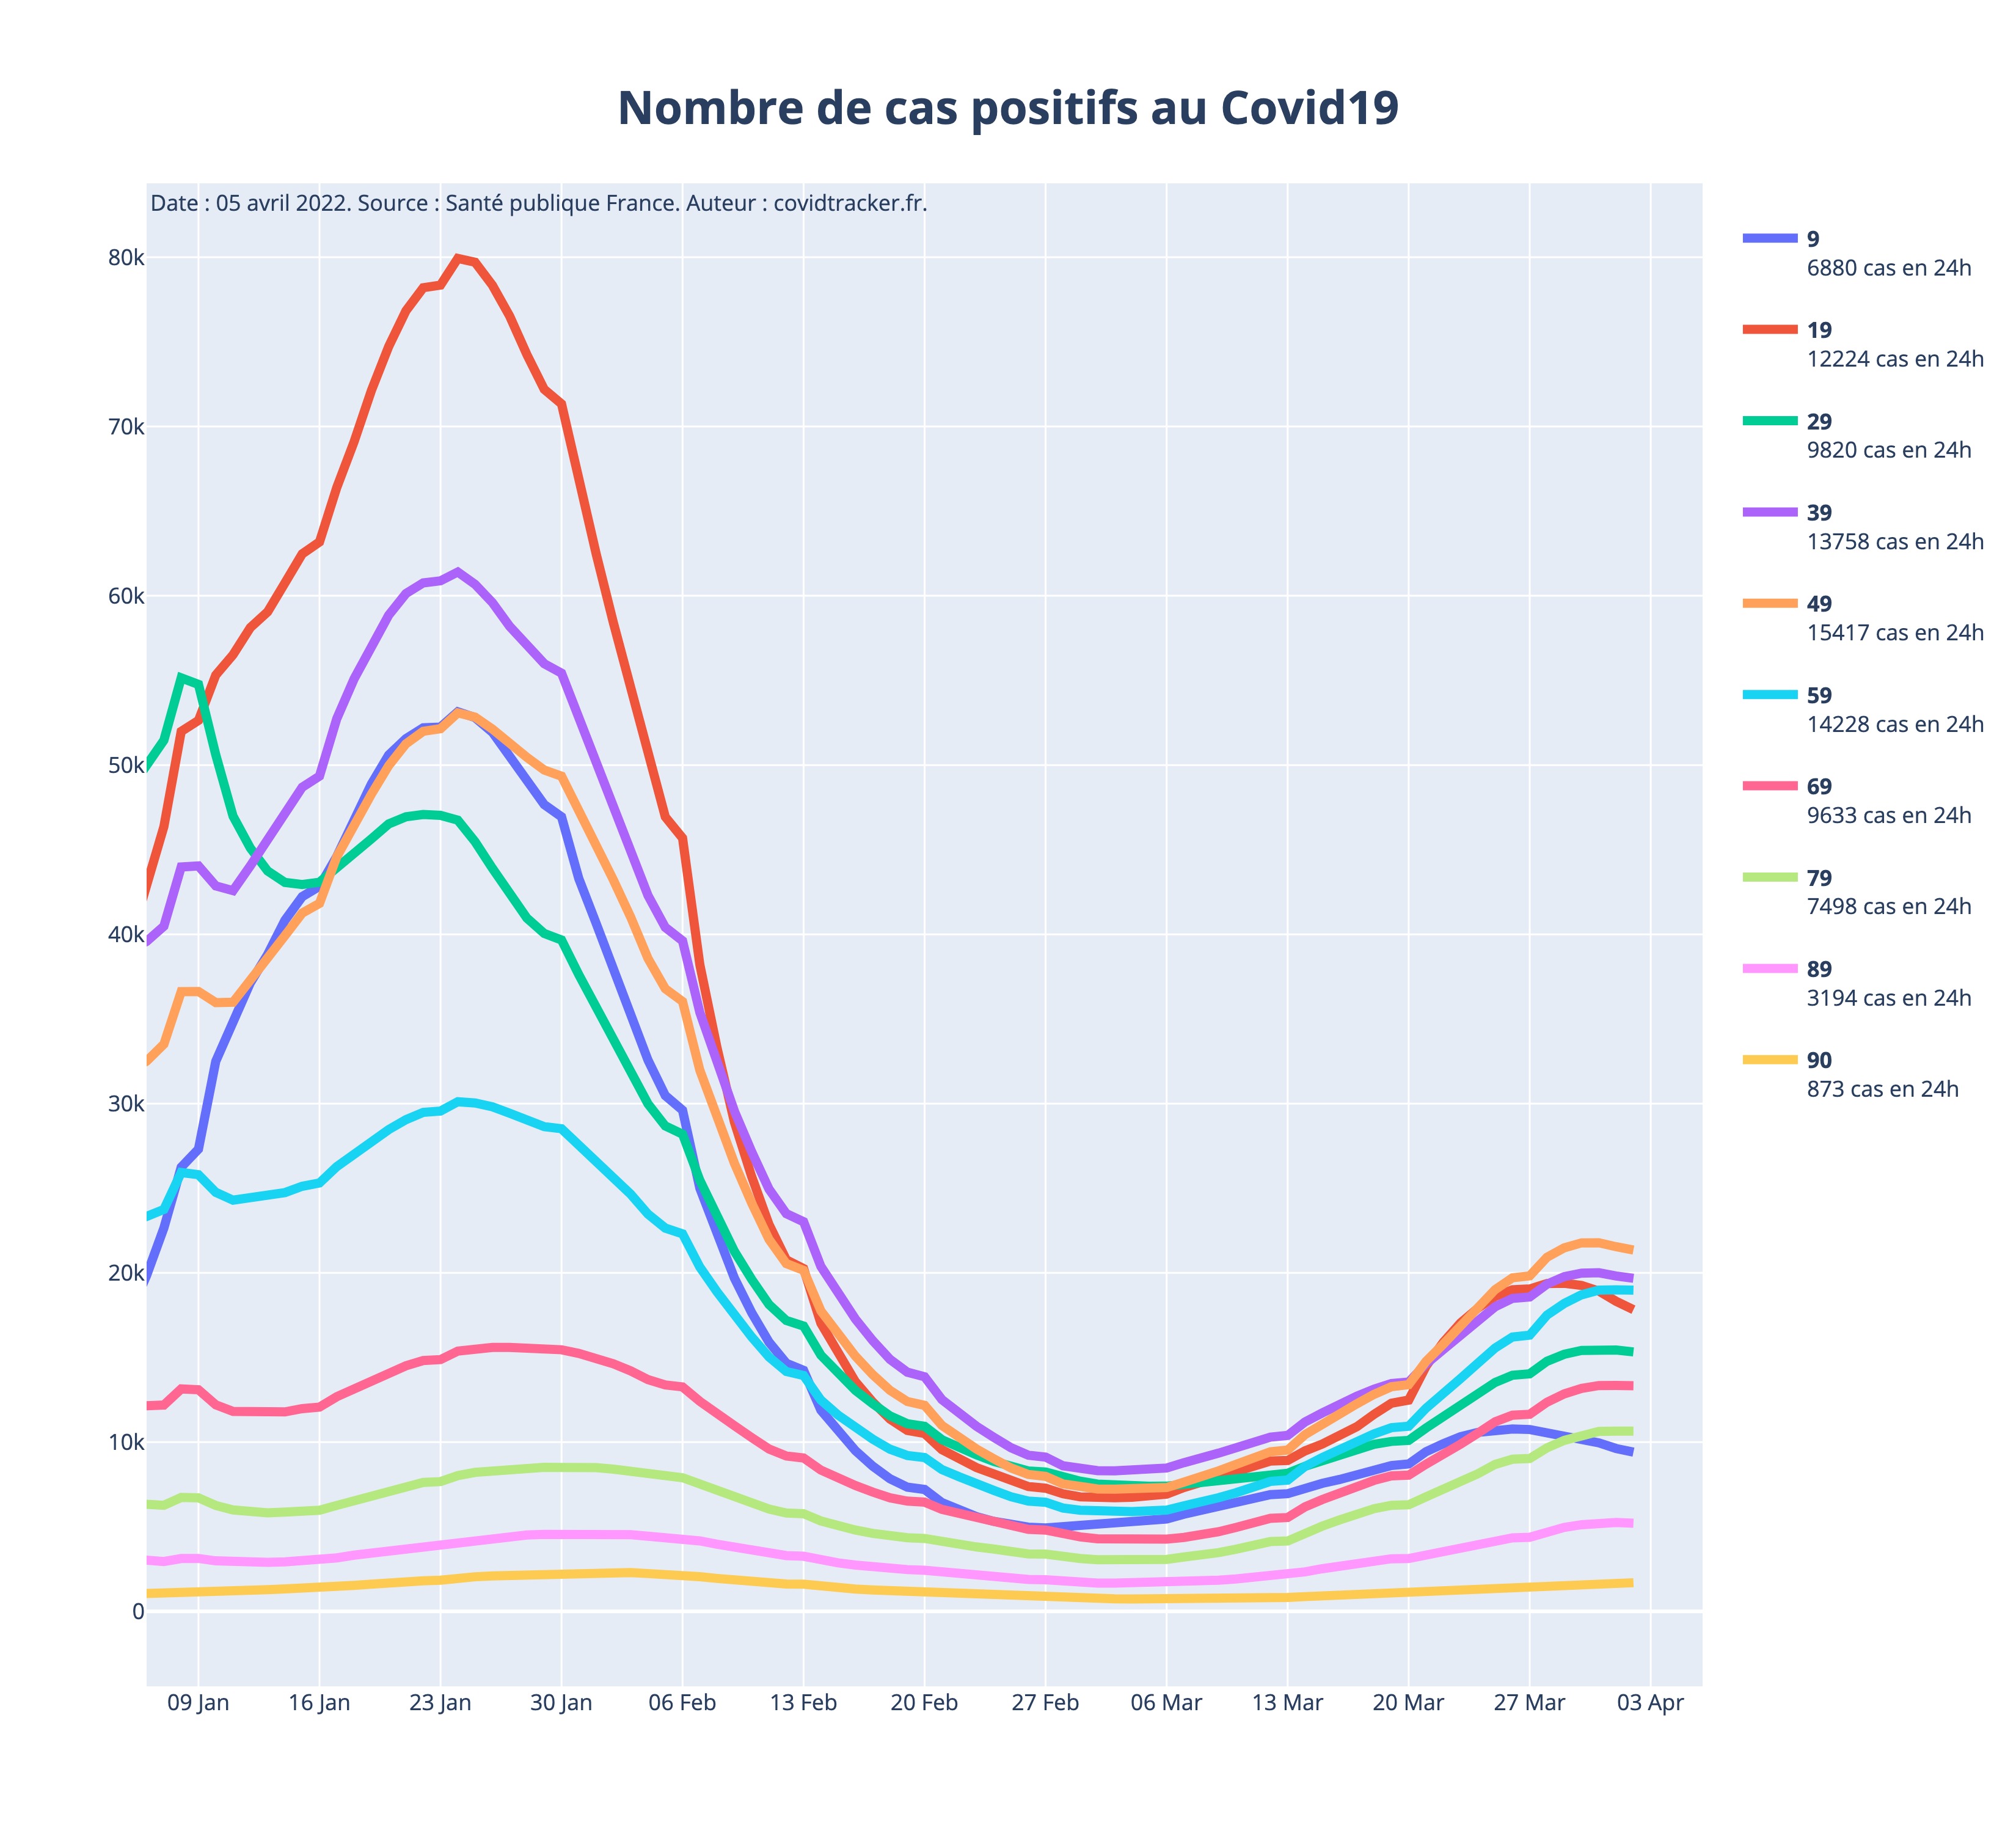 Nombre de cas positifs au Covid19
Date : 05 avril 2022. Source : Santé publique France. Auteur : covidtracker.fr.
80k
70k
60k
50k
40k
30k
20k
10k
0
09 Jan
16 Jan
23 Jan
30 Jan
06 Feb
13 Feb
20 Feb
27 Feb
06 Mar
13 Mar
20 Mar
27 Mar
03 Apr
9
6880 cas en 24h
19
12224 cas en 24h
29
9820 cas en 24h
39
13758 cas en 24h
49
15417 cas en 24h
59
14228 cas en 24h
69
9633 cas en 24h
79
7498 cas en 24h
89
3194 cas en 24h
90
873 cas en 24h